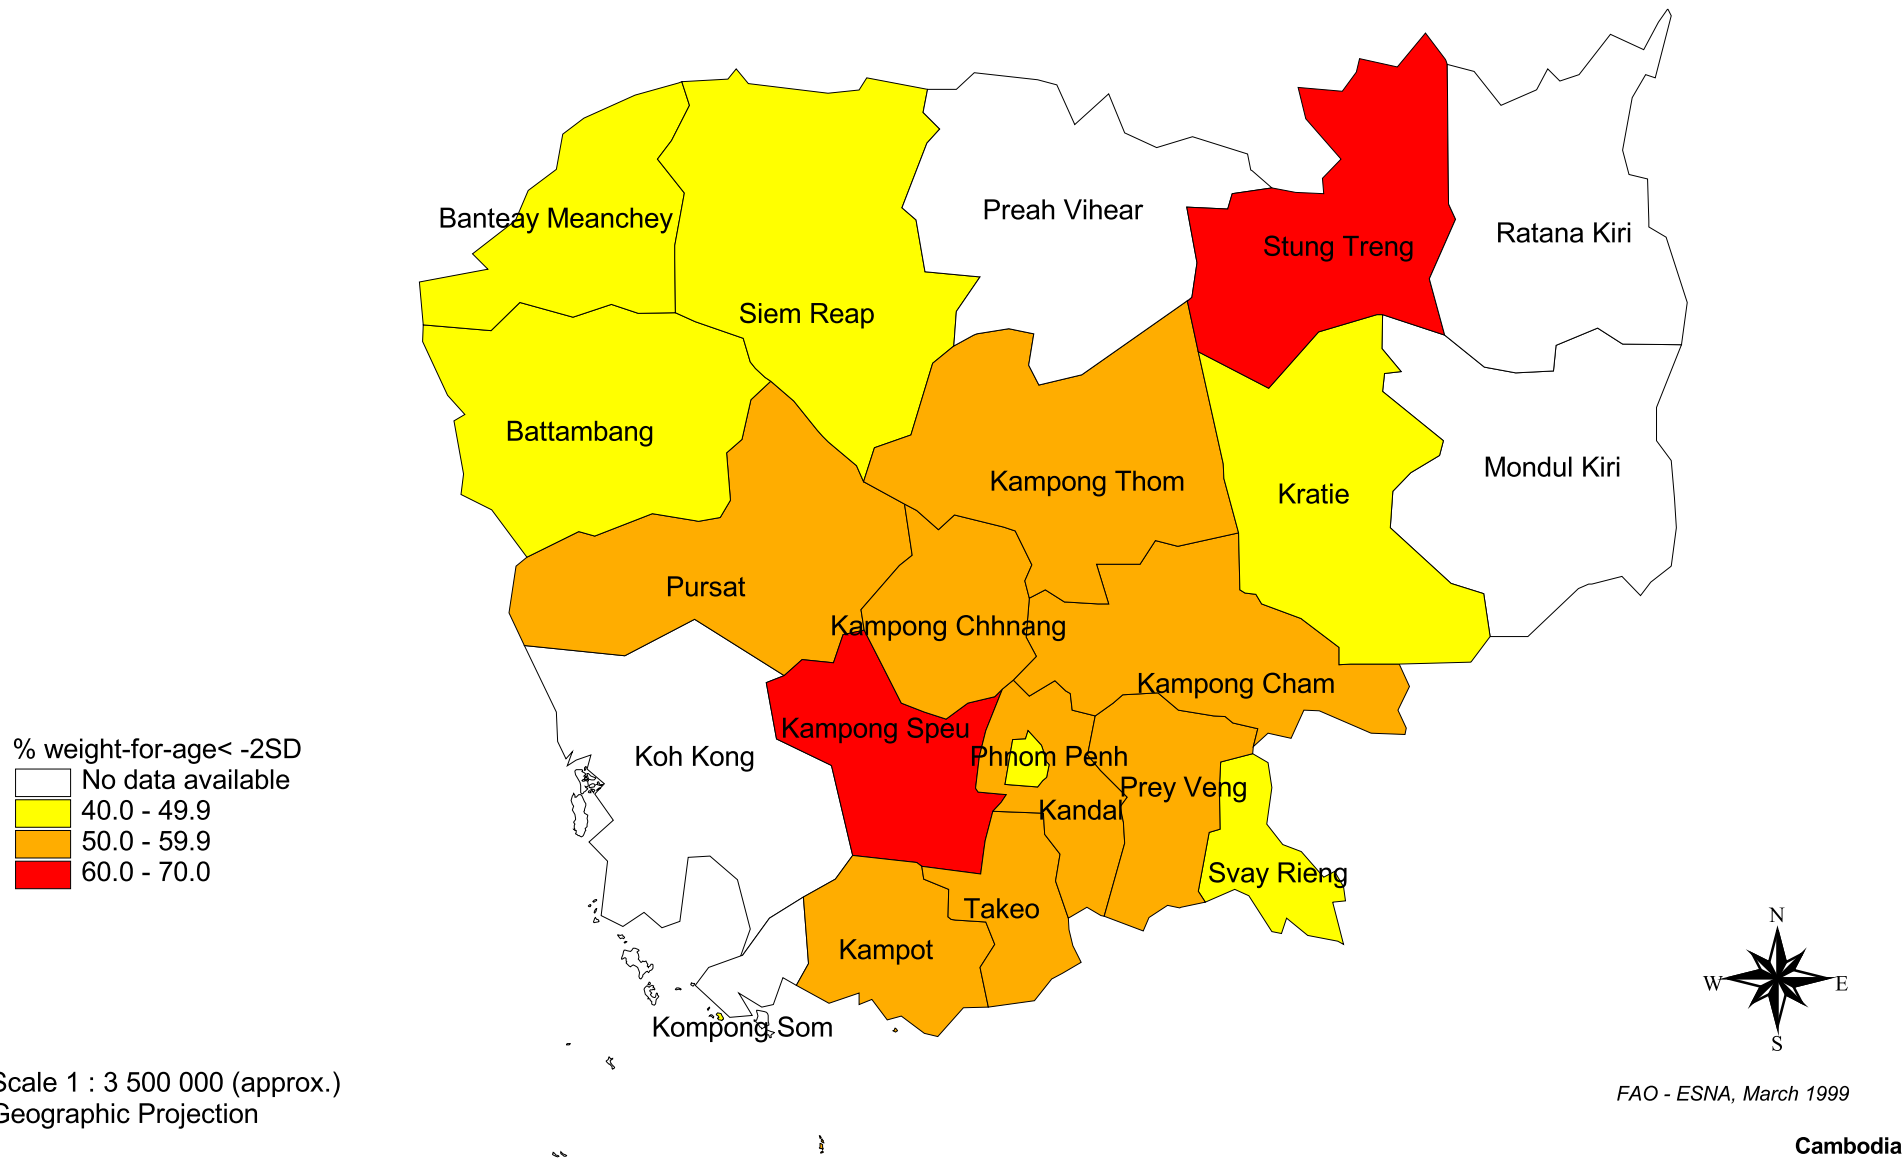 Banteay Meanchey
Preah Vihear
Stung Treng
Ratana Kiri
Siem Reap
Battambang
Kampong Thom
Kratie
Mondul Kiri
Pursat
Kampong Chhnang
Kampong Cham
Kampong Speu
Koh Kong
Phnom Penh
Prey Veng
Kandal
Svay Rieng
Takeo
Kampot
Kompong Som
% weight-for-age< -2SD
No data available
40.0 - 49.9
50.0 - 59.9
60.0 - 70.0
N
W
E
S
Scale 1 : 3 500 000 (approx.)
Geographic Projection
FAO - ESNA, March 1999
Cambodia